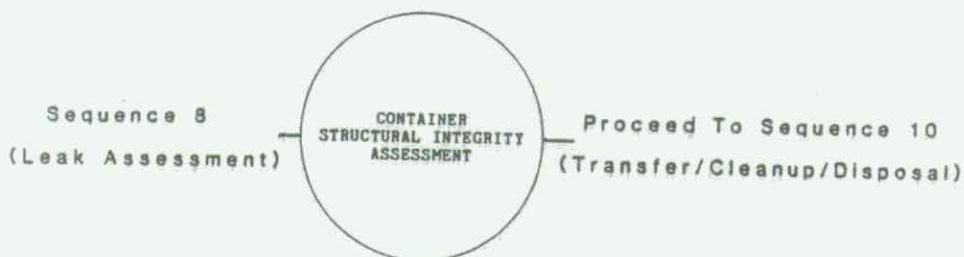 Sequence 8
(Leak Assessment)
CONTAINER
STRUCTURAL INTEGRITY
ASSESSMENT
Proceed To Sequence 10
(Transfer/Cleanup/Disposal)